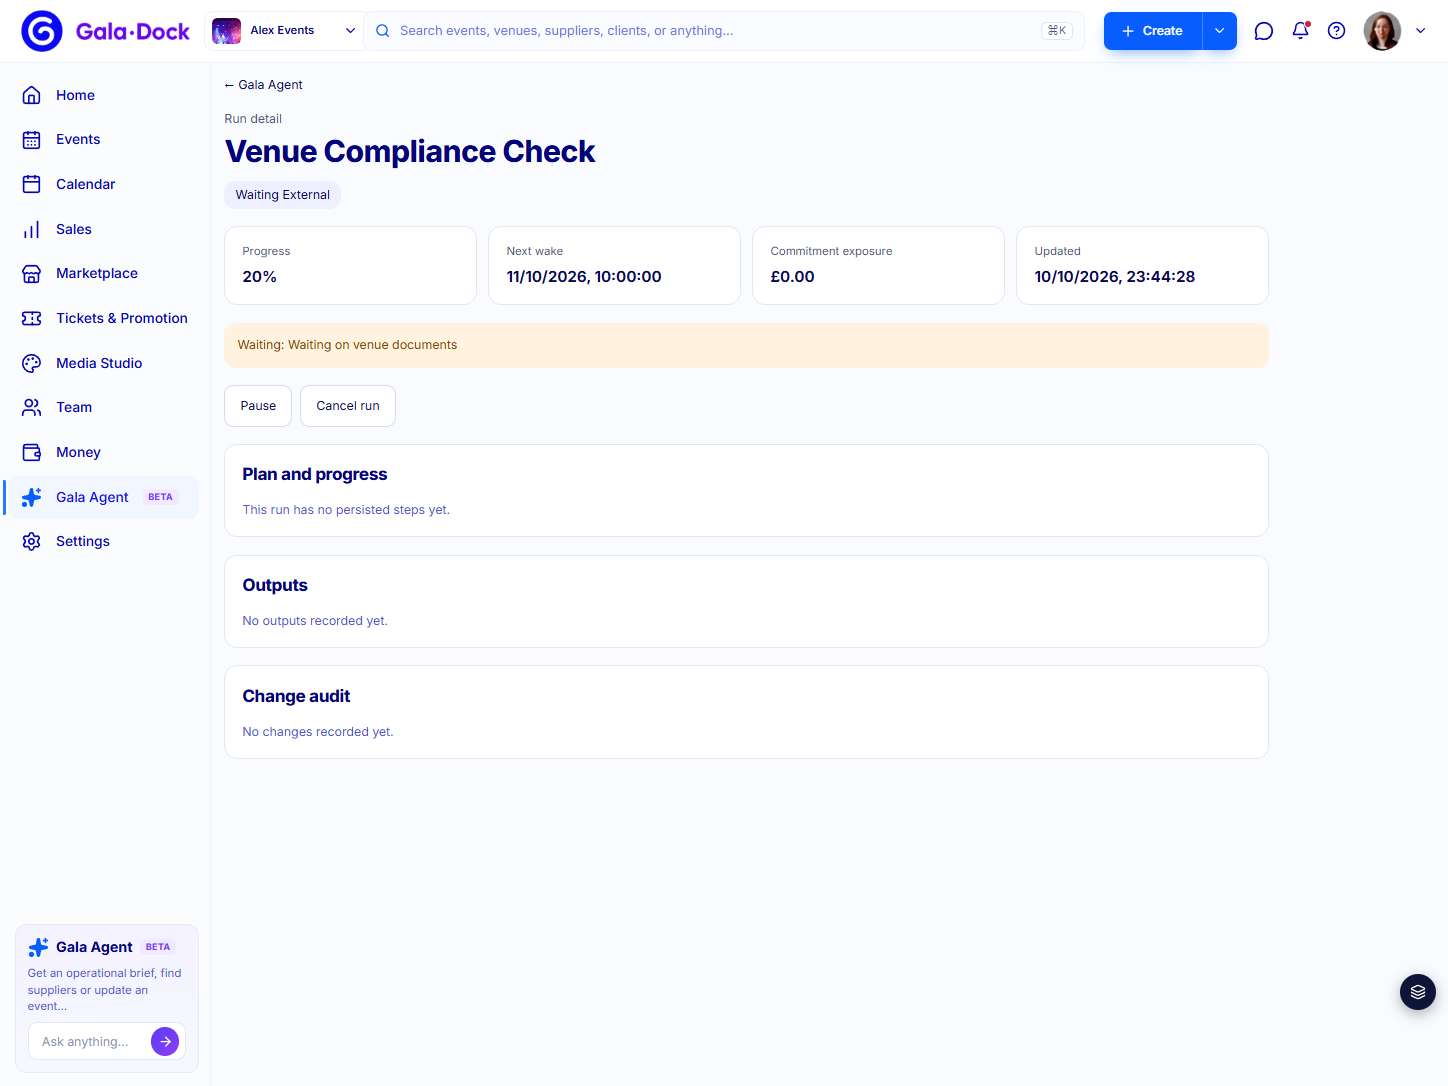 Gala·Dock
Alex Events
Search events, venues, suppliers, clients, or anything...
⌘K
+ Create
Home
Events
Calendar
Sales
Marketplace
Tickets & Promotion
Media Studio
Team
Money
Gala Agent BETA
Settings
← Gala Agent
Run detail
Venue Compliance Check
Waiting External
Progress
20%
Next wake
11/10/2026, 10:00:00
Commitment exposure
£0.00
Updated
10/10/2026, 23:44:28
Waiting: Waiting on venue documents
Pause
Cancel run
Plan and progress
This run has no persisted steps yet.
Outputs
No outputs recorded yet.
Change audit
No changes recorded yet.
Gala Agent BETA
Get an operational brief, find
suppliers or update an
event...
Ask anything...